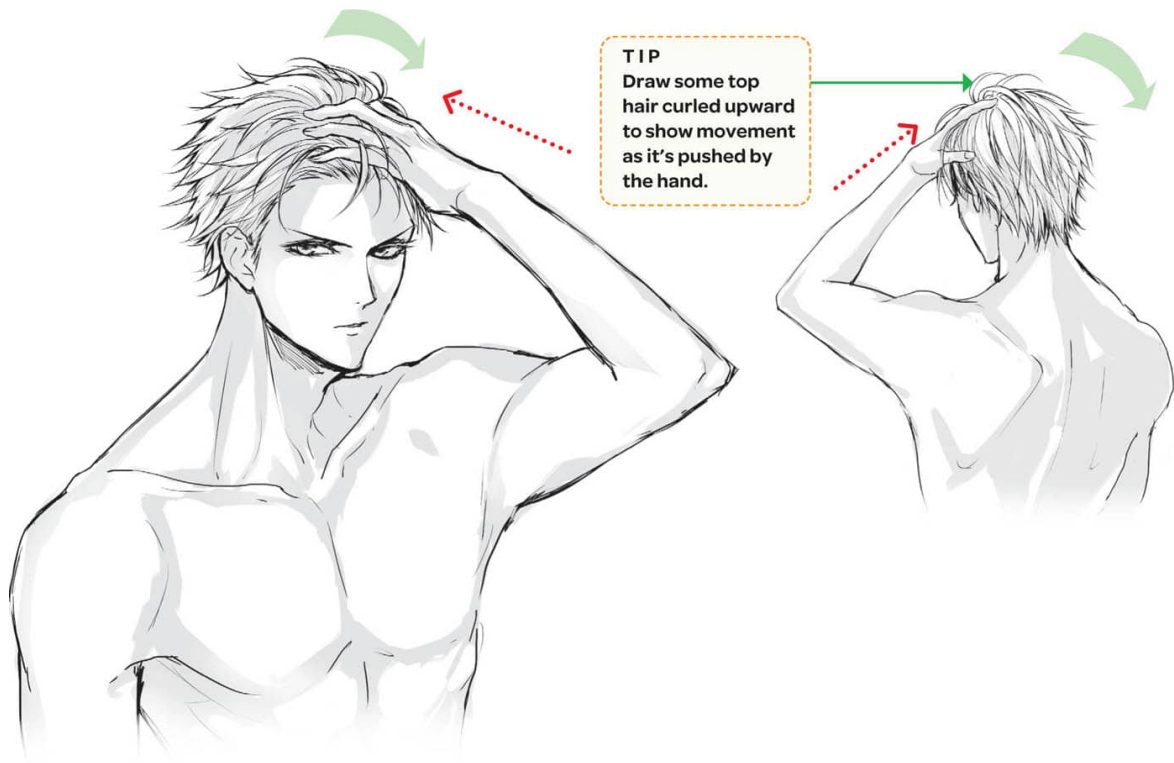 TIP
Draw some top
hair curled upward
to show movement
as it's pushed by
the hand.